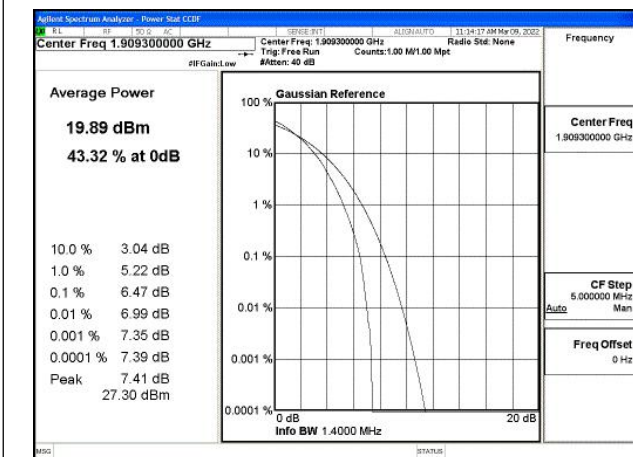 Agilent Spectrum Analyzer - Power Stat CCDF
RL RF 50 Ω AC SENSE:INT ALIGNAUTO 11:14:17 AM Mar 09, 2022
Center Freq 1.909300000 GHz
Center Freq: 1.909300000 GHz Radio Std: None
Trig: Free Run Counts:1.00 M/1.00 Mpt
#IFGain:Low #Atten: 40 dB
Frequency
Average Power
19.89 dBm
43.32 % at 0dB
10.0 % 3.04 dB
1.0 % 5.22 dB
0.1 % 6.47 dB
0.01 % 6.99 dB
0.001 % 7.35 dB
0.0001 % 7.39 dB
Peak 7.41 dB
27.30 dBm
Gaussian Reference
100 %
10 %
1 %
0.1 %
0.01 %
0.001 %
0.0001 %
0 dB 20 dB
Info BW 1.4000 MHz
Center Freq
1.909300000 GHz
CF Step
5.000000 MHz
Auto Man
Freq Offset
0 Hz
MSG STATUS